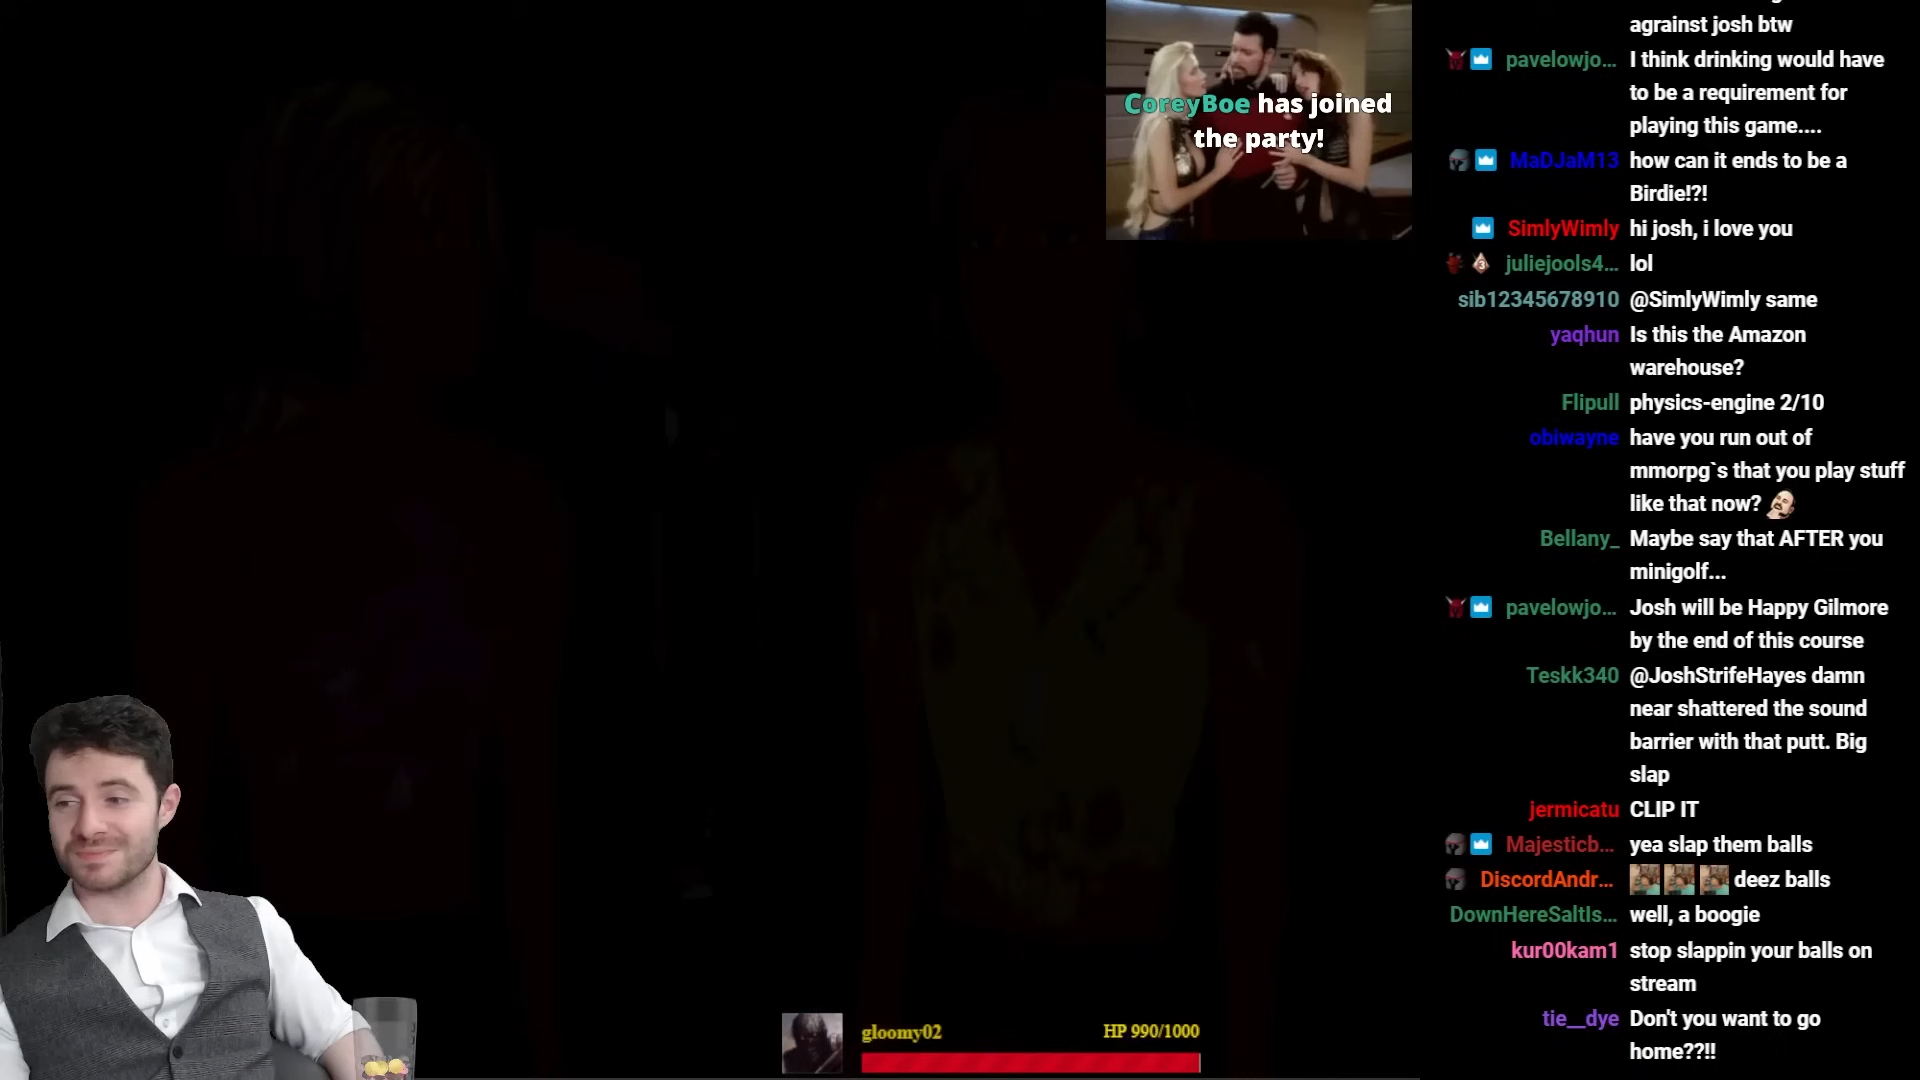 CoreyBoe has joined
the party!
agrainst josh btw
pavelowjo... I think drinking would have
to be a requirement for
playing this game....
MaDJaM13 how can it ends to be a
Birdie!?!
SimlyWimly hi josh, i love you
juliejools4... lol
sib12345678910 @SimlyWimly same
yaqhun Is this the Amazon
warehouse?
Flipull physics-engine 2/10
obiwayne have you run out of
mmorpg`s that you play stuff
like that now?
Bellany_ Maybe say that AFTER you
minigolf...
pavelowjo... Josh will be Happy Gilmore
by the end of this course
Teskk340 @JoshStrifeHayes damn
near shattered the sound
barrier with that putt. Big
slap
jermicatu CLIP IT
Majesticb... yea slap them balls
DiscordAndr... deez balls
DownHereSaltIs... well, a boogie
kur00kam1 stop slappin your balls on
stream
tie__dye Don't you want to go
home??!!
gloomy02 HP 990/1000